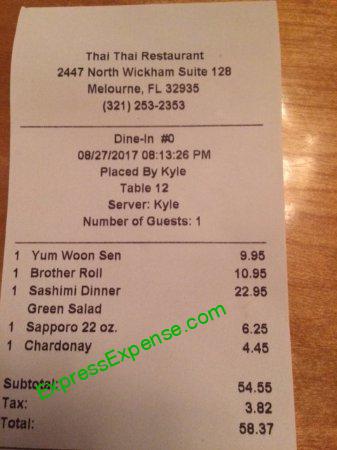 Thai Thai Restaurant
2447 North Wickham Suite 128
Melourne, FL 32935
(321) 253-2353
Dine-In #0
08/27/2017 08:13:26 PM
Placed By Kyle
Table 12
Server: Kyle
Number of Guests: 1
1 Yum Woon Sen 9.95
1 Brother Roll 10.95
1 Sashimi Dinner 22.95
Green Salad
1 Sapporo 22 oz. 6.25
1 Chardonay 4.45
Subtotal: 54.55
Tax: 3.82
Total: 58.37
ExpressExpense.com